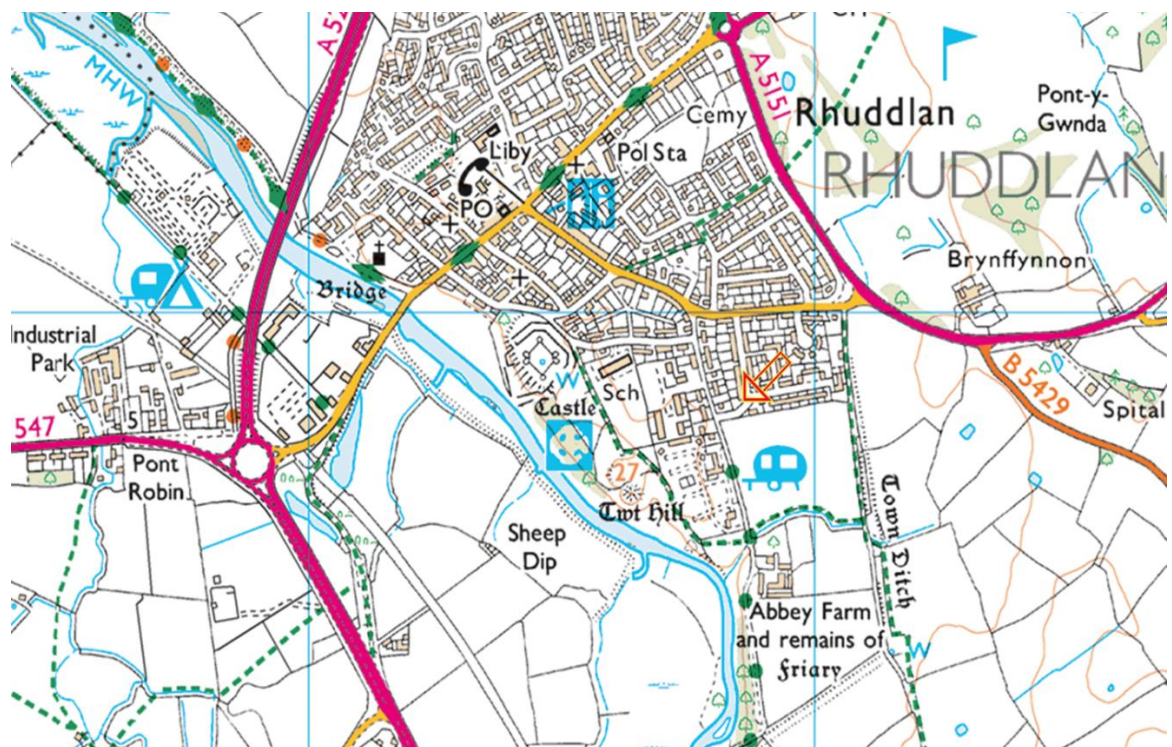 A 52
MHW
A 5151
Rhuddlan
RHUDDLAN
Cemy
Pont-y-
Gwnda
Liby
Pol Sta
PO
Brynffynnon
Bridge
Industrial
Park
W
Sch
Castle
B 5429
Spital
5
547
Pont
Robin
27
Twt Hill
Town Ditch
Sheep
Dip
Abbey Farm
and remains of
Friary
W